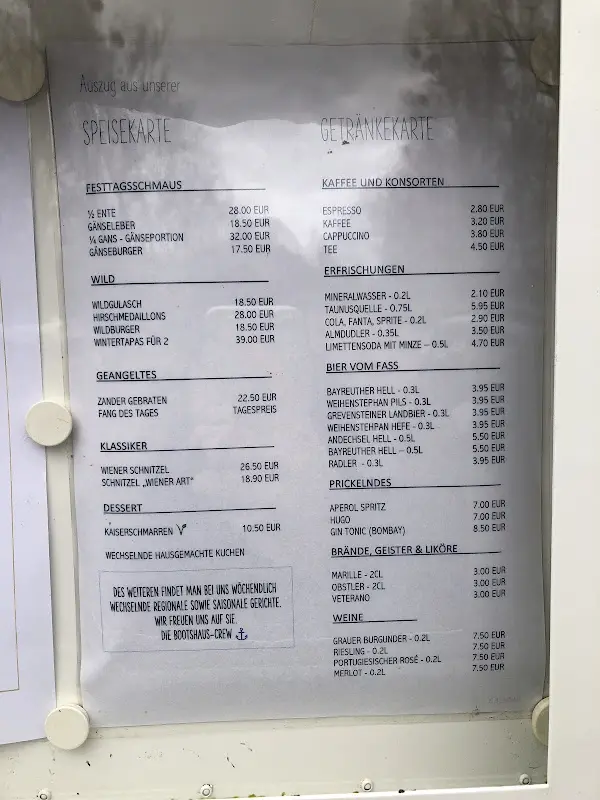 Auszug aus unserer
SPEISEKARTE
FESTTAGSSCHMAUS
½ ENTE 28.00 EUR
GÄNSELEBER 18.50 EUR
¼ GANS - GÄNSEPORTION 32.00 EUR
GÄNSEBURGER 17.50 EUR
WILD
WILDGULASCH 18.50 EUR
HIRSCHMEDAILLONS 28.00 EUR
WILDBURGER 18.50 EUR
WINTERTAPAS FÜR 2 39.00 EUR
GEANGELTES
ZANDER GEBRATEN 22.50 EUR
FANG DES TAGES TAGESPREIS
KLASSIKER
WIENER SCHNITZEL 26.50 EUR
SCHNITZEL „WIENER ART“ 18.90 EUR
DESSERT
KAISERSCHMARREN 10.50 EUR
WECHSELNDE HAUSGEMACHTE KUCHEN
DES WEITEREN FINDET MAN BEI UNS WÖCHENDLICH
WECHSELNDE REGIONALE SOWIE SAISONALE GERICHTE.
WIR FREUEN UNS AUF SIE.
DIE BOOTSHAUS-CREW
GETRÄNKEKARTE
KAFFEE UND KONSORTEN
ESPRESSO 2.80 EUR
KAFFEE 3.20 EUR
CAPPUCCINO 3.80 EUR
TEE 4.50 EUR
ERFRISCHUNGEN
MINERALWASSER - 0.2L 2.10 EUR
TAUNUSQUELLE - 0.75L 5.95 EUR
COLA, FANTA, SPRITE - 0.2L 2.90 EUR
ALMDUDLER - 0.35L 3.50 EUR
LIMETTENSODA MIT MINZE – 0.5L 4.70 EUR
BIER VOM FASS
BAYREUTHER HELL - 0.3L 3.95 EUR
WEIHENSTEPHAN PILS - 0.3L 3.95 EUR
GREVENSTEINER LANDBIER - 0.3L 3.95 EUR
WEIHENSTEHPAN HEFE - 0.3L 3.95 EUR
ANDECHSEL HELL - 0.5L 5.50 EUR
BAYREUTHER HELL – 0.5L 5.50 EUR
RADLER - 0.3L 3.95 EUR
PRICKELNDES
APEROL SPRITZ 7.00 EUR
HUGO 7.00 EUR
GIN TONIC (BOMBAY) 8.50 EUR
BRÄNDE, GEISTER & LIKÖRE
MARILLE - 2CL 3.00 EUR
OBSTLER - 2CL 3.00 EUR
VETERANO 3.00 EUR
WEINE
GRAUER BURGUNDER - 0.2L 7.50 EUR
RIESLING - 0.2L 7.50 EUR
PORTUGIESISCHER ROSÉ - 0.2L 7.50 EUR
MERLOT - 0.2L 7.50 EUR